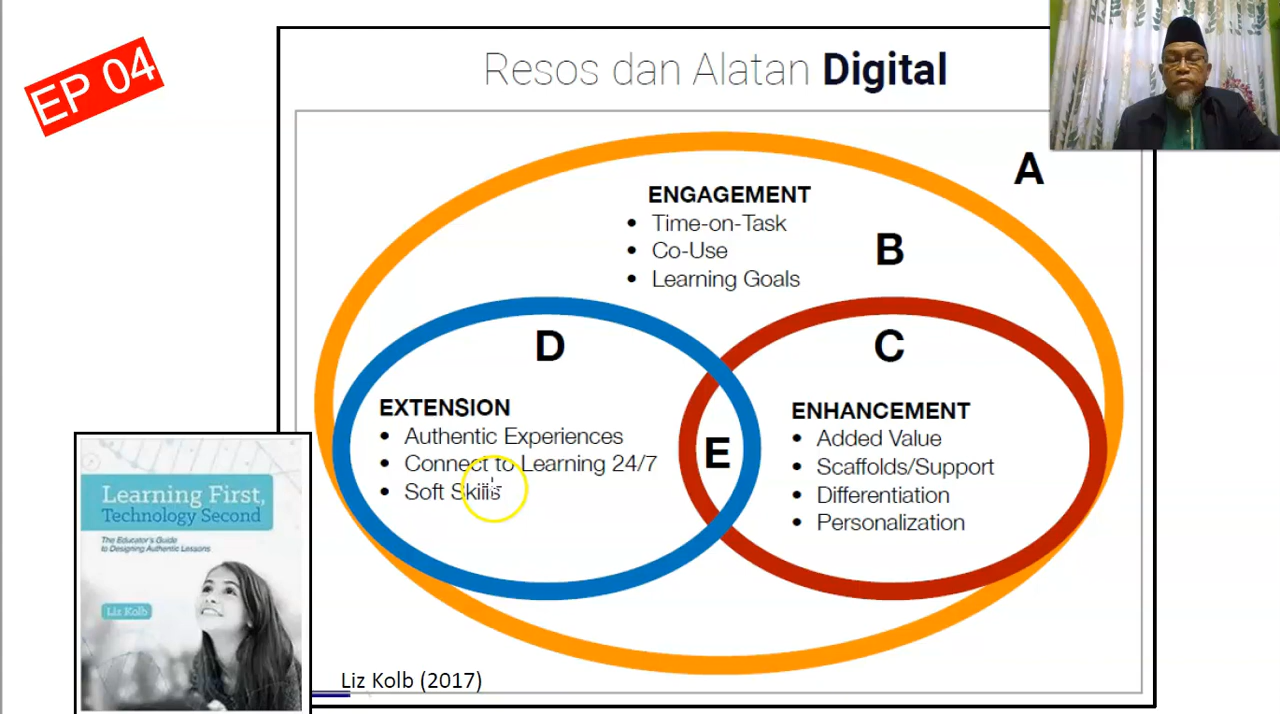 EP 04
Resos dan Alatan Digital
A
ENGAGEMENT
• Time-on-Task
• Co-Use
• Learning Goals
B
D
EXTENSION
• Authentic Experiences
• Connect to Learning 24/7
• Soft Skills
E
C
ENHANCEMENT
• Added Value
• Scaffolds/Support
• Differentiation
• Personalization
Learning First,
Technology Second
The Educator's Guide
to Designing Authentic Lessons
Liz Kolb
Liz Kolb (2017)